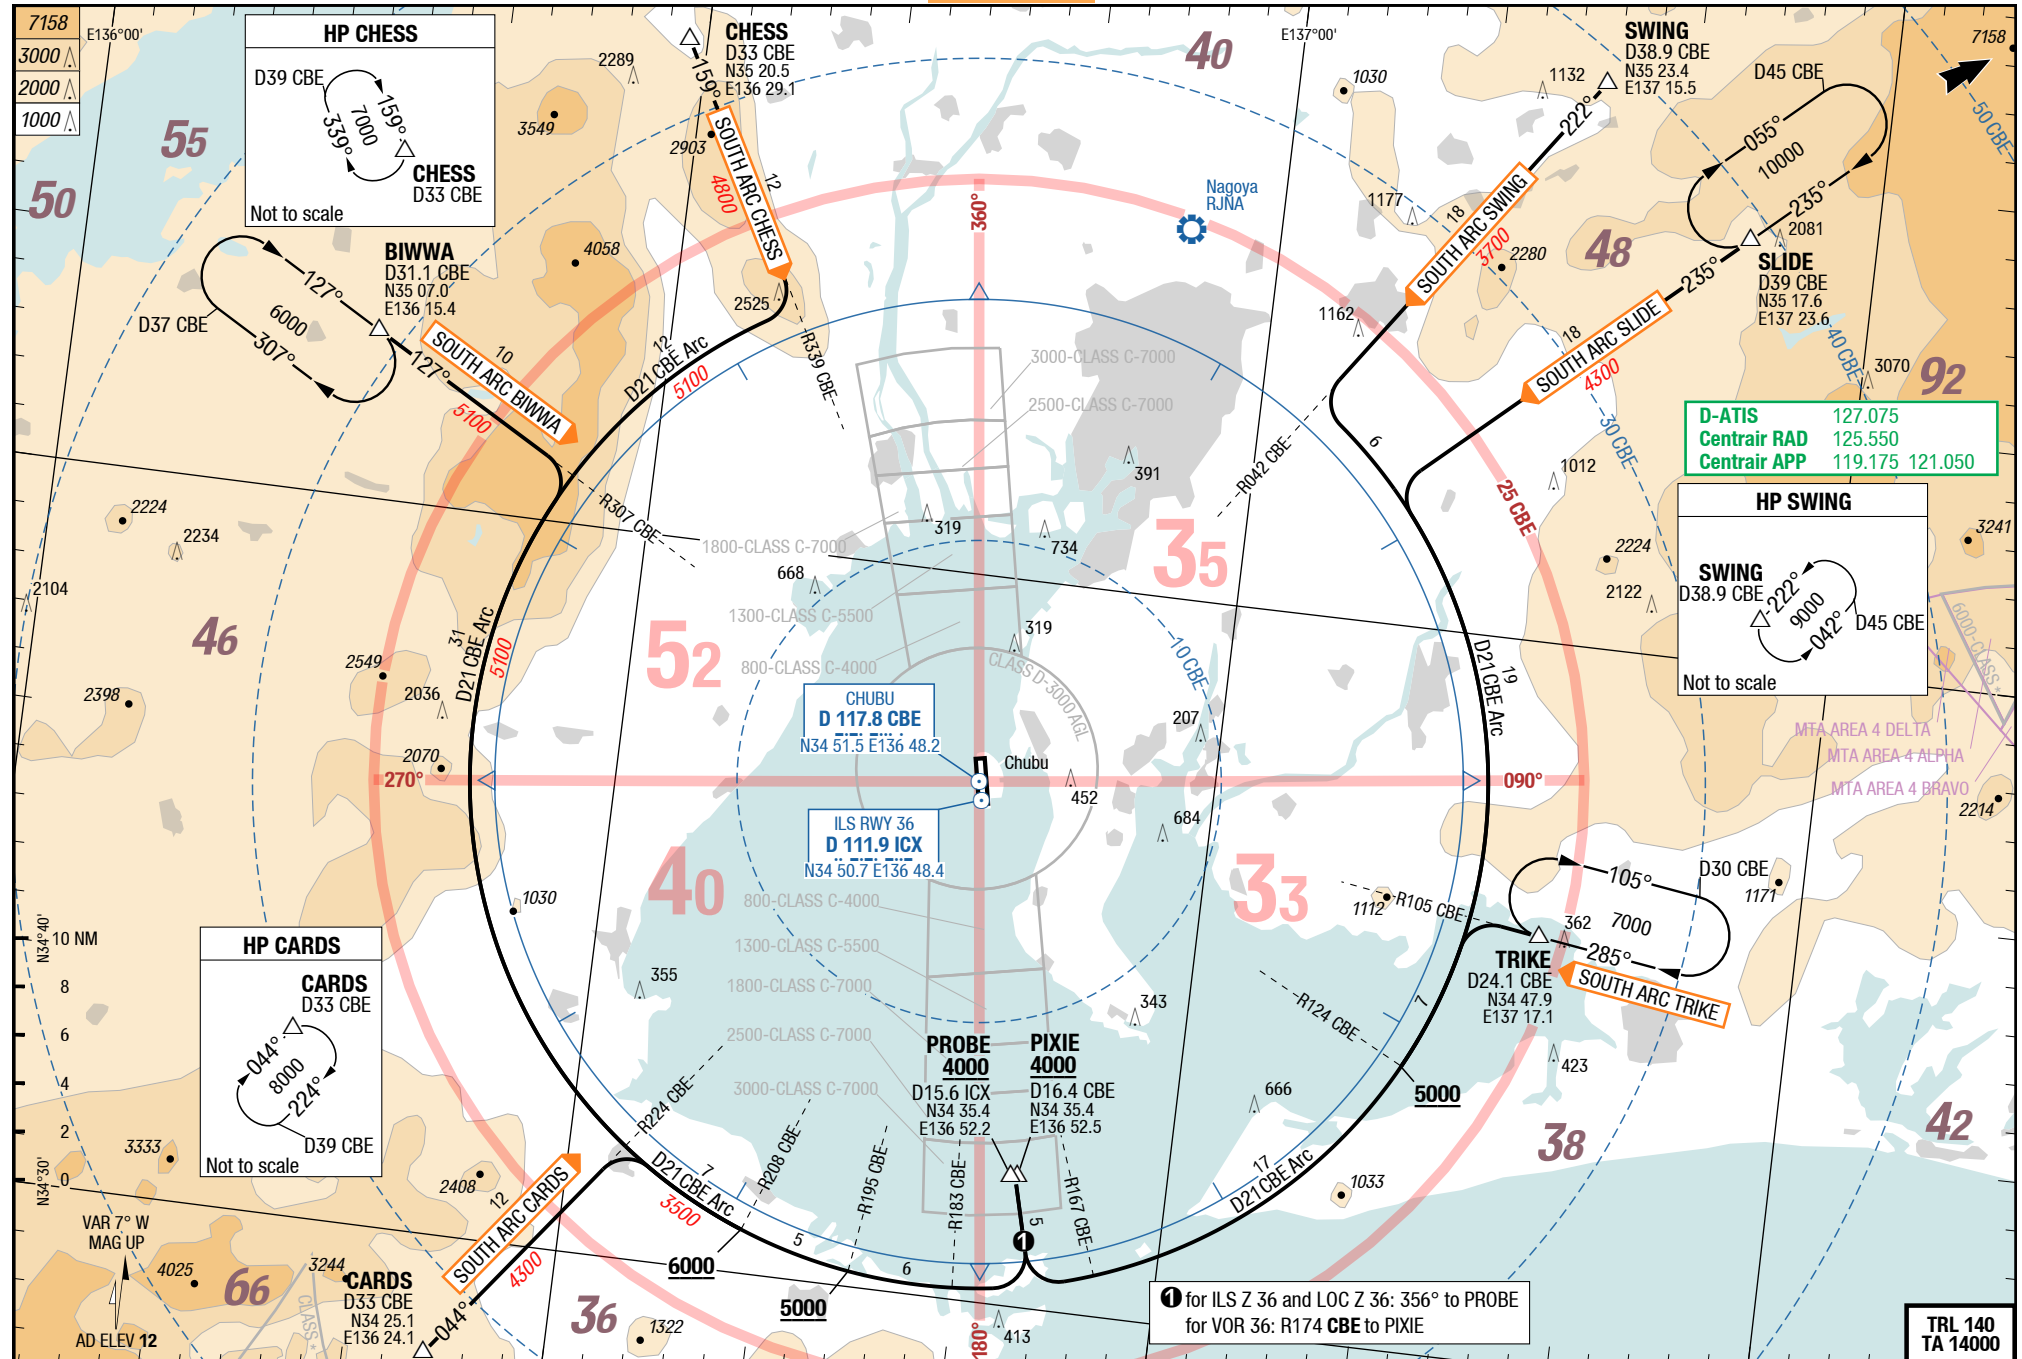 7158
3000
2000
1000
E136°00'
HP CHESS
D39 CBE
159°
7000
339°
CHESS
D33 CBE
Not to scale
55
50
2289
3549
2903
159°
CHESS
D33 CBE
N35 20.5
E136 29.1
SOUTH ARC CHESS
12
4800
40
E137°00'
1030
1132
SWING
D38.9 CBE
N35 23.4
E137 15.5
222°
D45 CBE
055°
10000
235°
7158
50 CBE
Nagoya
RJNA
360°
1177
18
SOUTH ARC SWING
3700
2280
48
2081
SLIDE
D39 CBE
N35 17.6
E137 23.6
235°
BIWWA
D31.1 CBE
N35 07.0
E136 15.4
127°
6000
307°
D37 CBE
4058
2525
10
SOUTH ARC BIWWA
127°
5100
12
D21 CBE Arc
5100
R339 CBE
1162
18
SOUTH ARC SLIDE
4300
40 CBE
3070
92
3000-CLASS C-7000
2500-CLASS C-7000
D-ATIS 127.075
Centrair RAD 125.550
Centrair APP 119.175 121.050
30 CBE
1012
6
R042 CBE
391
25 CBE
R307 CBE
2224
2234
2104
46
319
734
35
1800-CLASS C-7000
668
1300-CLASS C-5500
52
800-CLASS C-4000
319
CLASS D-3000 AGL
10 CBE
2224
2122
HP SWING
SWING
D38.9 CBE
222°
9000
042°
D45 CBE
Not to scale
3241
6000-CLASS *
31
D21 CBE Arc
5100
2549
2036
2398
2070
270°
CHUBU
D 117.8 CBE
N34 51.5 E136 48.2
Chubu
207
452
684
19
D21 CBE Arc
090°
MTA AREA 4 DELTA
MTA AREA 4 ALPHA
MTA AREA 4 BRAVO
2214
ILS RWY 36
D 111.9 ICX
N34 50.7 E136 48.4
40
33
1030
800-CLASS C-4000
1300-CLASS C-5500
1800-CLASS C-7000
2500-CLASS C-7000
3000-CLASS C-7000
1112
R105 CBE
105°
D30 CBE
7000
1171
362
285°
TRIKE
D24.1 CBE
N34 47.9
E137 17.1
SOUTH ARC TRIKE
7
R124 CBE
343
355
423
5000
666
N34°40'
10 NM
8
6
4
2
0
N34°30'
HP CARDS
CARDS
D33 CBE
044°
8000
224°
D39 CBE
Not to scale
PROBE
4000
D15.6 ICX
N34 35.4
E136 52.2
PIXIE
4000
D16.4 CBE
N34 35.4
E136 52.5
R224 CBE
R208 CBE
R195 CBE
R183 CBE
R167 CBE
7
D21 CBE Arc
3500
5
6
5
1
17
D21 CBE Arc
1033
38
42
3333
2408
12
SOUTH ARC CARDS
4300
6000
5000
VAR 7° W
MAG UP
4025
66
3244
CARDS
D33 CBE
N34 25.1
E136 24.1
044°
CLASS *
AD ELEV 12
36
1322
413
180°
1 for ILS Z 36 and LOC Z 36: 356° to PROBE
for VOR 36: R174 CBE to PIXIE
TRL 140
TA 14000